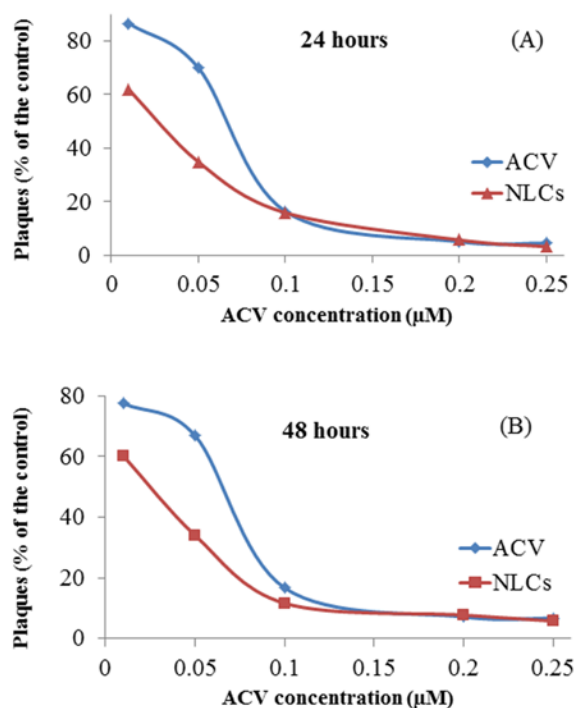 24 hours
(A)
80
60
40
20
0
Plaques (% of the control)
ACV
NLCs
0 0.05 0.1 0.15 0.2 0.25
ACV concentration (µM)
48 hours
(B)
80
60
40
20
0
Plaques (% of the control)
ACV
NLCs
0 0.05 0.1 0.15 0.2 0.25
ACV concentration (µM)